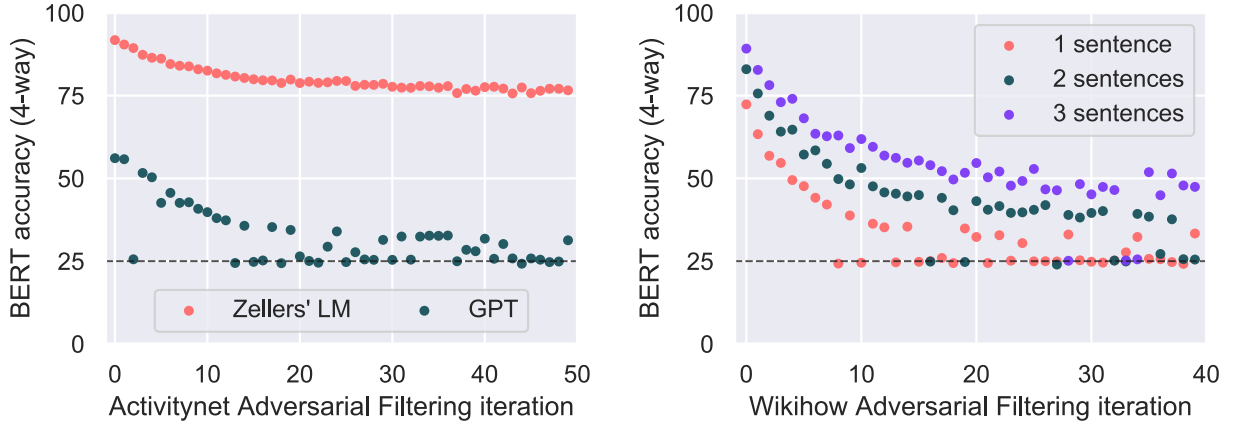 BERT accuracy (4-way)
100
75
50
25
0
Zellers' LM
GPT
0 10 20 30 40 50
Activitynet Adversarial Filtering iteration
BERT accuracy (4-way)
100
75
50
25
0
1 sentence
2 sentences
3 sentences
0 10 20 30 40
Wikihow Adversarial Filtering iteration